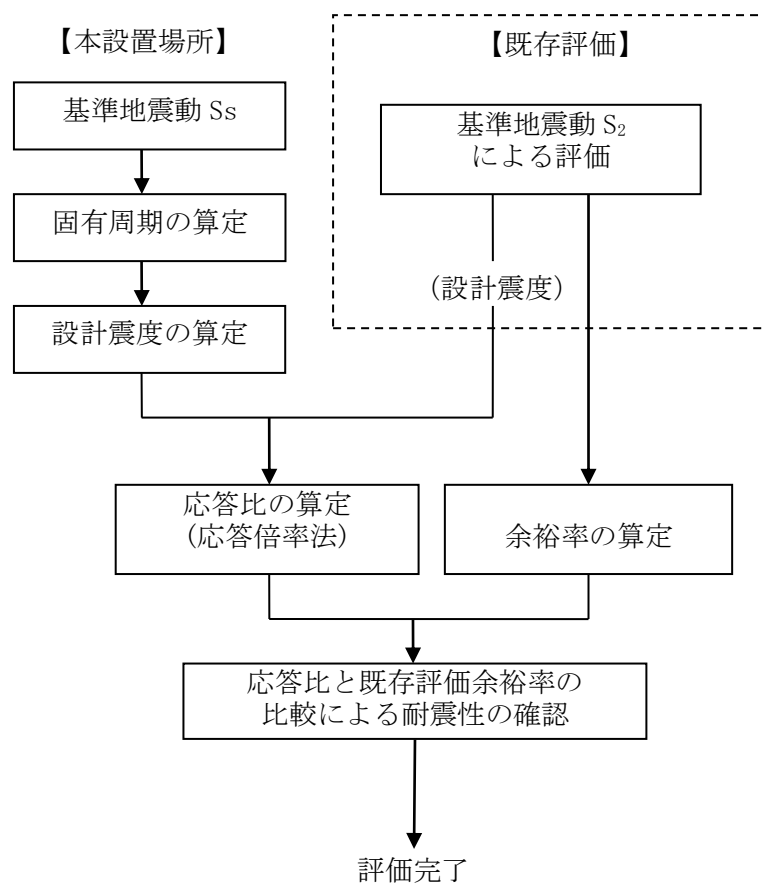 【本設置場所】
【既存評価】
基準地震動 Ss
基準地震動 S₂
による評価
固有周期の算定
(設計震度)
設計震度の算定
応答比の算定
(応答倍率法)
余裕率の算定
応答比と既存評価余裕率の
比較による耐震性の確認
評価完了